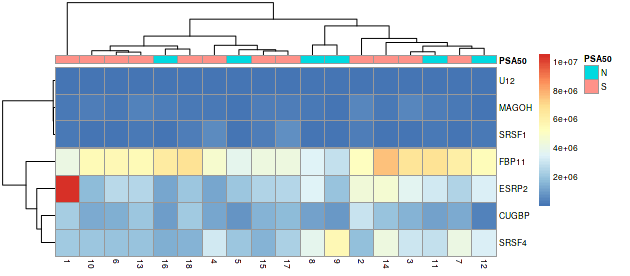 PSA50
U12
MAGOH
SRSF1
FBP11
ESRP2
CUGBP
SRSF4
1 10 6 13 16 18 4 5 15 17 8 9 2 14 3 11 7 12
1e+07
8e+06
6e+06
4e+06
2e+06
PSA50
N
S